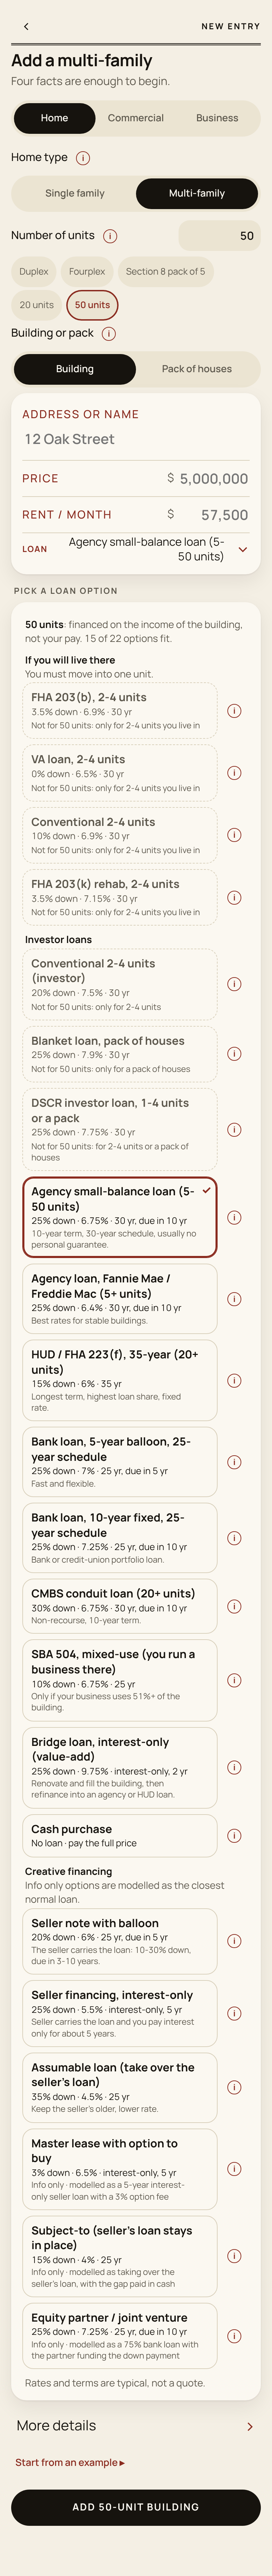 NEW ENTRY
Add a multi-family
Four facts are enough to begin.
Home
Commercial
Business
Home type
Single family
Multi-family
Number of units
50
Duplex
Fourplex
Section 8 pack of 5
20 units
50 units
Building or pack
Building
Pack of houses
ADDRESS OR NAME
12 Oak Street
PRICE
$ 5,000,000
RENT / MONTH
$ 57,500
LOAN
Agency small-balance loan (5-
50 units)
PICK A LOAN OPTION
50 units: financed on the income of the building,
not your pay. 15 of 22 options fit.
If you will live there
You must move into one unit.
FHA 203(b), 2-4 units
3.5% down · 6.9% · 30 yr
Not for 50 units: only for 2-4 units you live in
VA loan, 2-4 units
0% down · 6.5% · 30 yr
Not for 50 units: only for 2-4 units you live in
Conventional 2-4 units
10% down · 6.9% · 30 yr
Not for 50 units: only for 2-4 units you live in
FHA 203(k) rehab, 2-4 units
3.5% down · 7.15% · 30 yr
Not for 50 units: only for 2-4 units you live in
Investor loans
Conventional 2-4 units
(investor)
20% down · 7.5% · 30 yr
Not for 50 units: only for 2-4 units
Blanket loan, pack of houses
25% down · 7.9% · 30 yr
Not for 50 units: only for a pack of houses
DSCR investor loan, 1-4 units
or a pack
25% down · 7.75% · 30 yr
Not for 50 units: for 2-4 units or a pack of
houses
Agency small-balance loan (5-
50 units)
25% down · 6.75% · 30 yr, due in 10 yr
10-year term, 30-year schedule, usually no
personal guarantee.
Agency loan, Fannie Mae /
Freddie Mac (5+ units)
25% down · 6.4% · 30 yr, due in 10 yr
Best rates for stable buildings.
HUD / FHA 223(f), 35-year (20+
units)
15% down · 6% · 35 yr
Longest term, highest loan share, fixed
rate.
Bank loan, 5-year balloon, 25-
year schedule
25% down · 7% · 25 yr, due in 5 yr
Fast and flexible.
Bank loan, 10-year fixed, 25-
year schedule
25% down · 7.25% · 25 yr, due in 10 yr
Bank or credit-union portfolio loan.
CMBS conduit loan (20+ units)
30% down · 6.75% · 30 yr, due in 10 yr
Non-recourse, 10-year term.
SBA 504, mixed-use (you run a
business there)
10% down · 6.75% · 25 yr
Only if your business uses 51%+ of the
building.
Bridge loan, interest-only
(value-add)
25% down · 9.75% · interest-only, 2 yr
Renovate and fill the building, then
refinance into an agency or HUD loan.
Cash purchase
No loan · pay the full price
Creative financing
Info only options are modelled as the closest
normal loan.
Seller note with balloon
20% down · 6% · 25 yr, due in 5 yr
The seller carries the loan: 10-30% down,
due in 3-10 years.
Seller financing, interest-only
25% down · 5.5% · interest-only, 5 yr
Seller carries the loan and you pay interest
only for about 5 years.
Assumable loan (take over the
seller's loan)
35% down · 4.5% · 25 yr
Keep the seller's older, lower rate.
Master lease with option to
buy
3% down · 6.5% · interest-only, 5 yr
Info only · modelled as a 5-year interest-
only seller loan with a 3% option fee
Subject-to (seller's loan stays
in place)
15% down · 4% · 25 yr
Info only · modelled as taking over the
seller's loan, with the gap paid in cash
Equity partner / joint venture
25% down · 7.25% · 25 yr, due in 10 yr
Info only · modelled as a 75% bank loan with
the partner funding the down payment
Rates and terms are typical, not a quote.
More details
Start from an example ▸
ADD 50-UNIT BUILDING